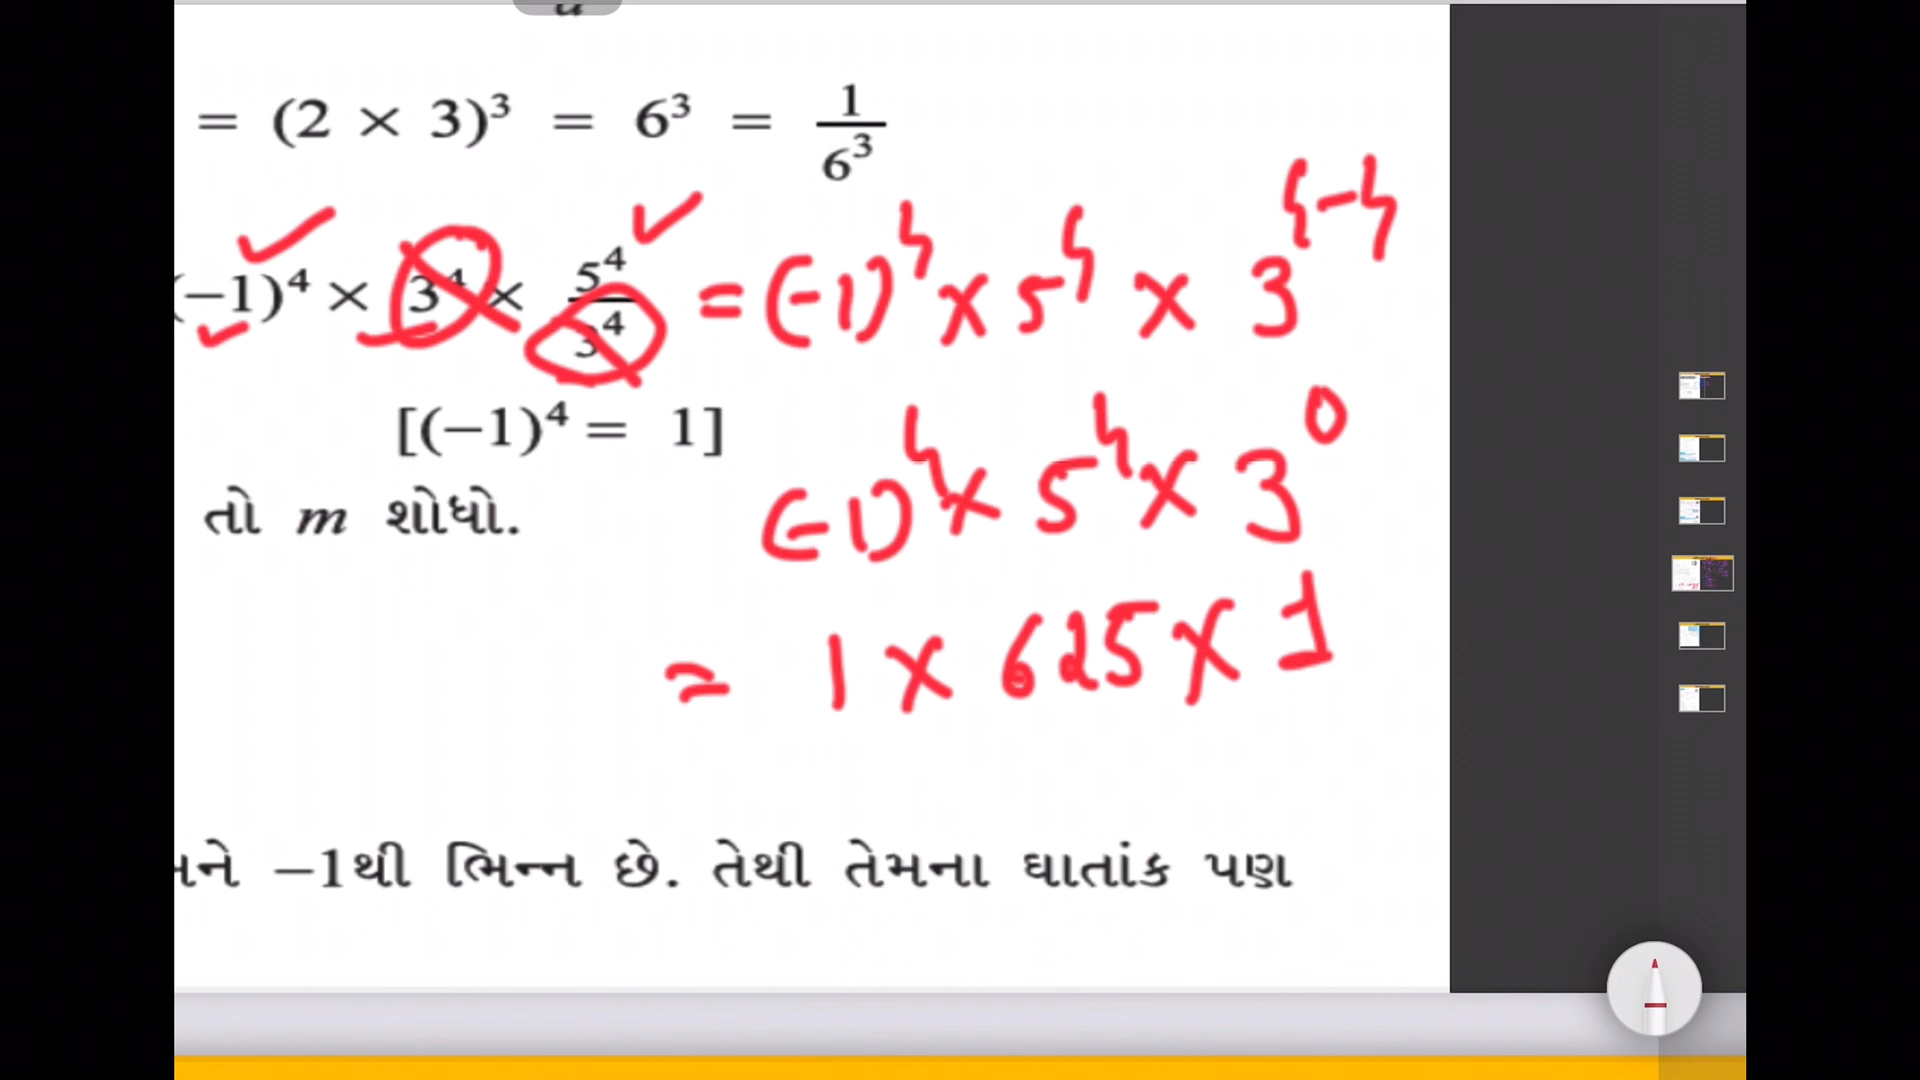 = (2 × 3)³ = 6³ = 1/6³
(−1)⁴ × 3⁴ × 5⁴/3⁴ = (-1)⁴ × 5⁴ × 3⁴⁻⁴
[(−1)⁴ = 1]
(-1)⁴ × 5⁴ × 3⁰
તો m શોધો.
= 1 × 625 × 1
અને −1થી ભિન્ન છે. તેથી તેમના ઘાતાંક પણ